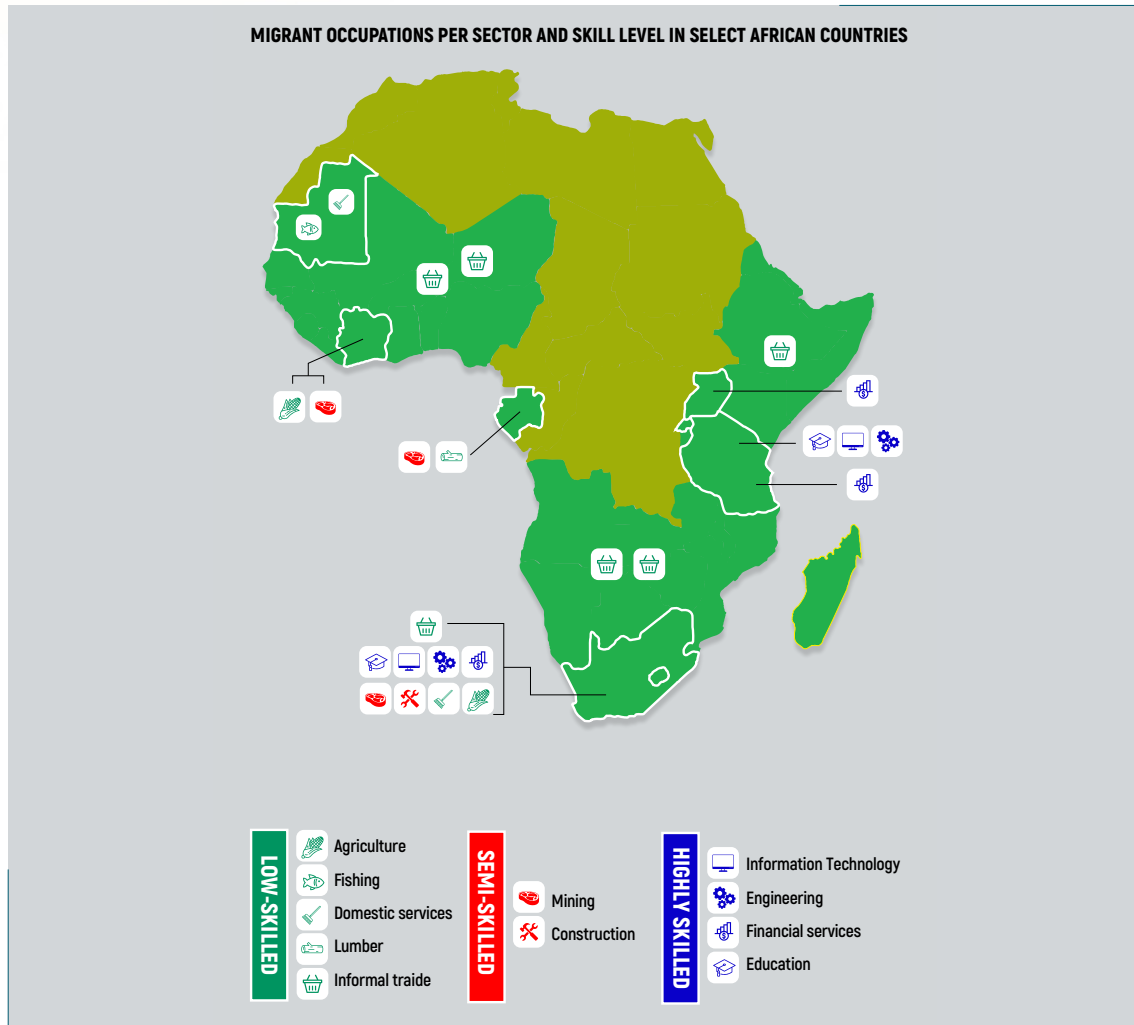 MIGRANT OCCUPATIONS PER SECTOR AND SKILL LEVEL IN SELECT AFRICAN COUNTRIES
LOW-SKILLED
Agriculture
Fishing
Domestic services
Lumber
Informal traide
SEMI-SKILLED
Mining
Construction
HIGHLY SKILLED
Information Technology
Engineering
Financial services
Education